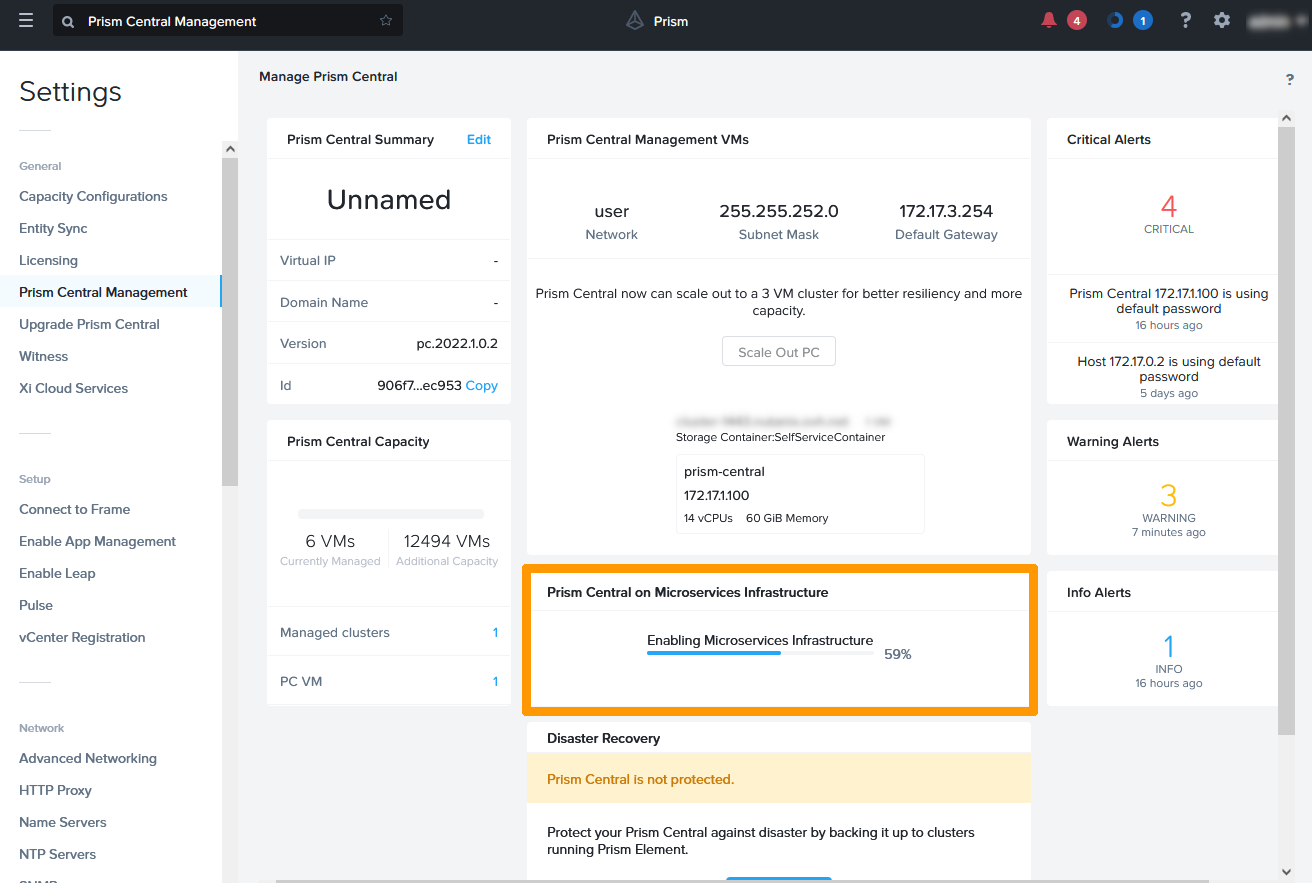 Prism Central Management
Prism
4
1
?
Settings
General
Capacity Configurations
Entity Sync
Licensing
Prism Central Management
Upgrade Prism Central
Witness
Xi Cloud Services
Setup
Connect to Frame
Enable App Management
Enable Leap
Pulse
vCenter Registration
Network
Advanced Networking
HTTP Proxy
Name Servers
NTP Servers
Manage Prism Central
?
Prism Central Summary Edit
Unnamed
Virtual IP -
Domain Name -
Version pc.2022.1.0.2
Id 906f7...ec953 Copy
Prism Central Capacity
6 VMs
Currently Managed
12494 VMs
Additional Capacity
Managed clusters 1
PC VM 1
Prism Central Management VMs
user
Network
255.255.252.0
Subnet Mask
172.17.3.254
Default Gateway
Prism Central now can scale out to a 3 VM cluster for better resiliency and more
capacity.
Scale Out PC
Storage Container:SelfServiceContainer
prism-central
172.17.1.100
14 vCPUs 60 GiB Memory
Prism Central on Microservices Infrastructure
Enabling Microservices Infrastructure
59%
Disaster Recovery
Prism Central is not protected.
Protect your Prism Central against disaster by backing it up to clusters
running Prism Element.
Critical Alerts
4
CRITICAL
Prism Central 172.17.1.100 is using
default password
16 hours ago
Host 172.17.0.2 is using default
password
5 days ago
Warning Alerts
3
WARNING
7 minutes ago
Info Alerts
1
INFO
16 hours ago